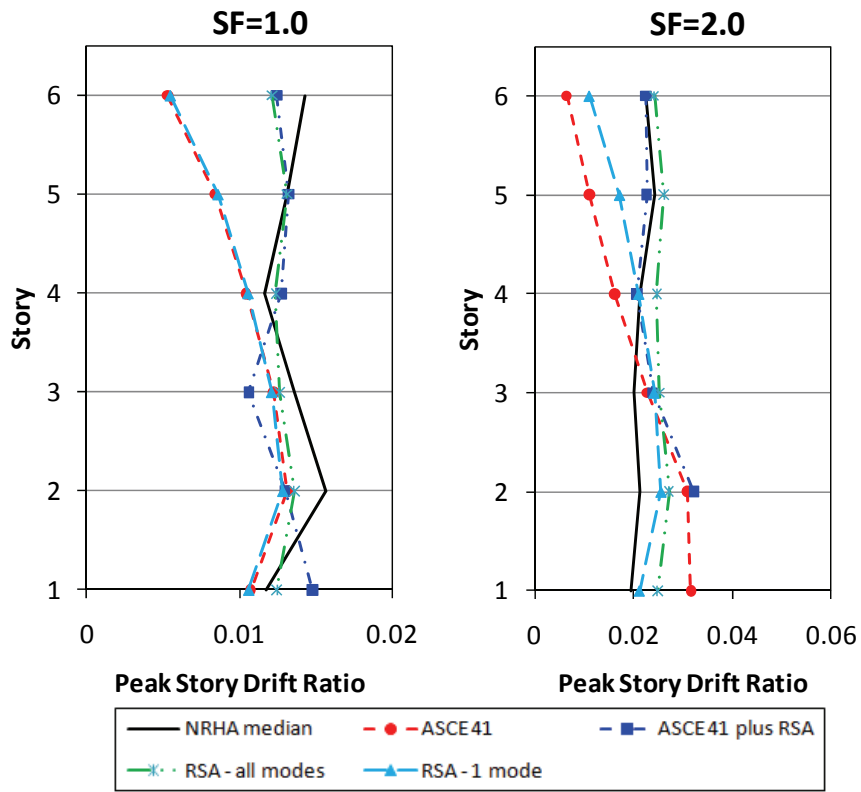 SF=1.0
SF=2.0
6
5
4
3
2
1
Story
0
0.01
0.02
Peak Story Drift Ratio
6
5
4
3
2
1
Story
0
0.02
0.04
0.06
Peak Story Drift Ratio
NRHA median
ASCE41
ASCE41 plus RSA
RSA - all modes
RSA - 1 mode